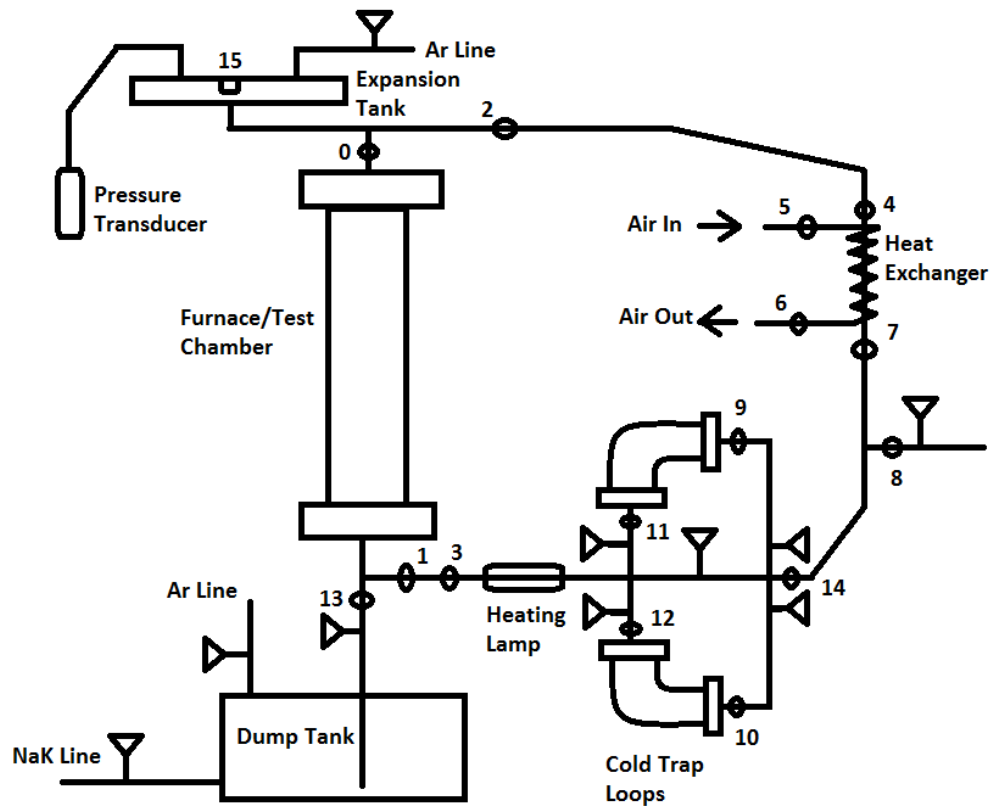 15
Ar Line
Expansion
Tank
2
0
Pressure
Transducer
4
5
Air In
Heat
Exchanger
6
Air Out
7
Furnace/Test
Chamber
9
8
11
1
3
14
Ar Line
13
Heating
Lamp
12
Dump Tank
10
NaK Line
Cold Trap
Loops